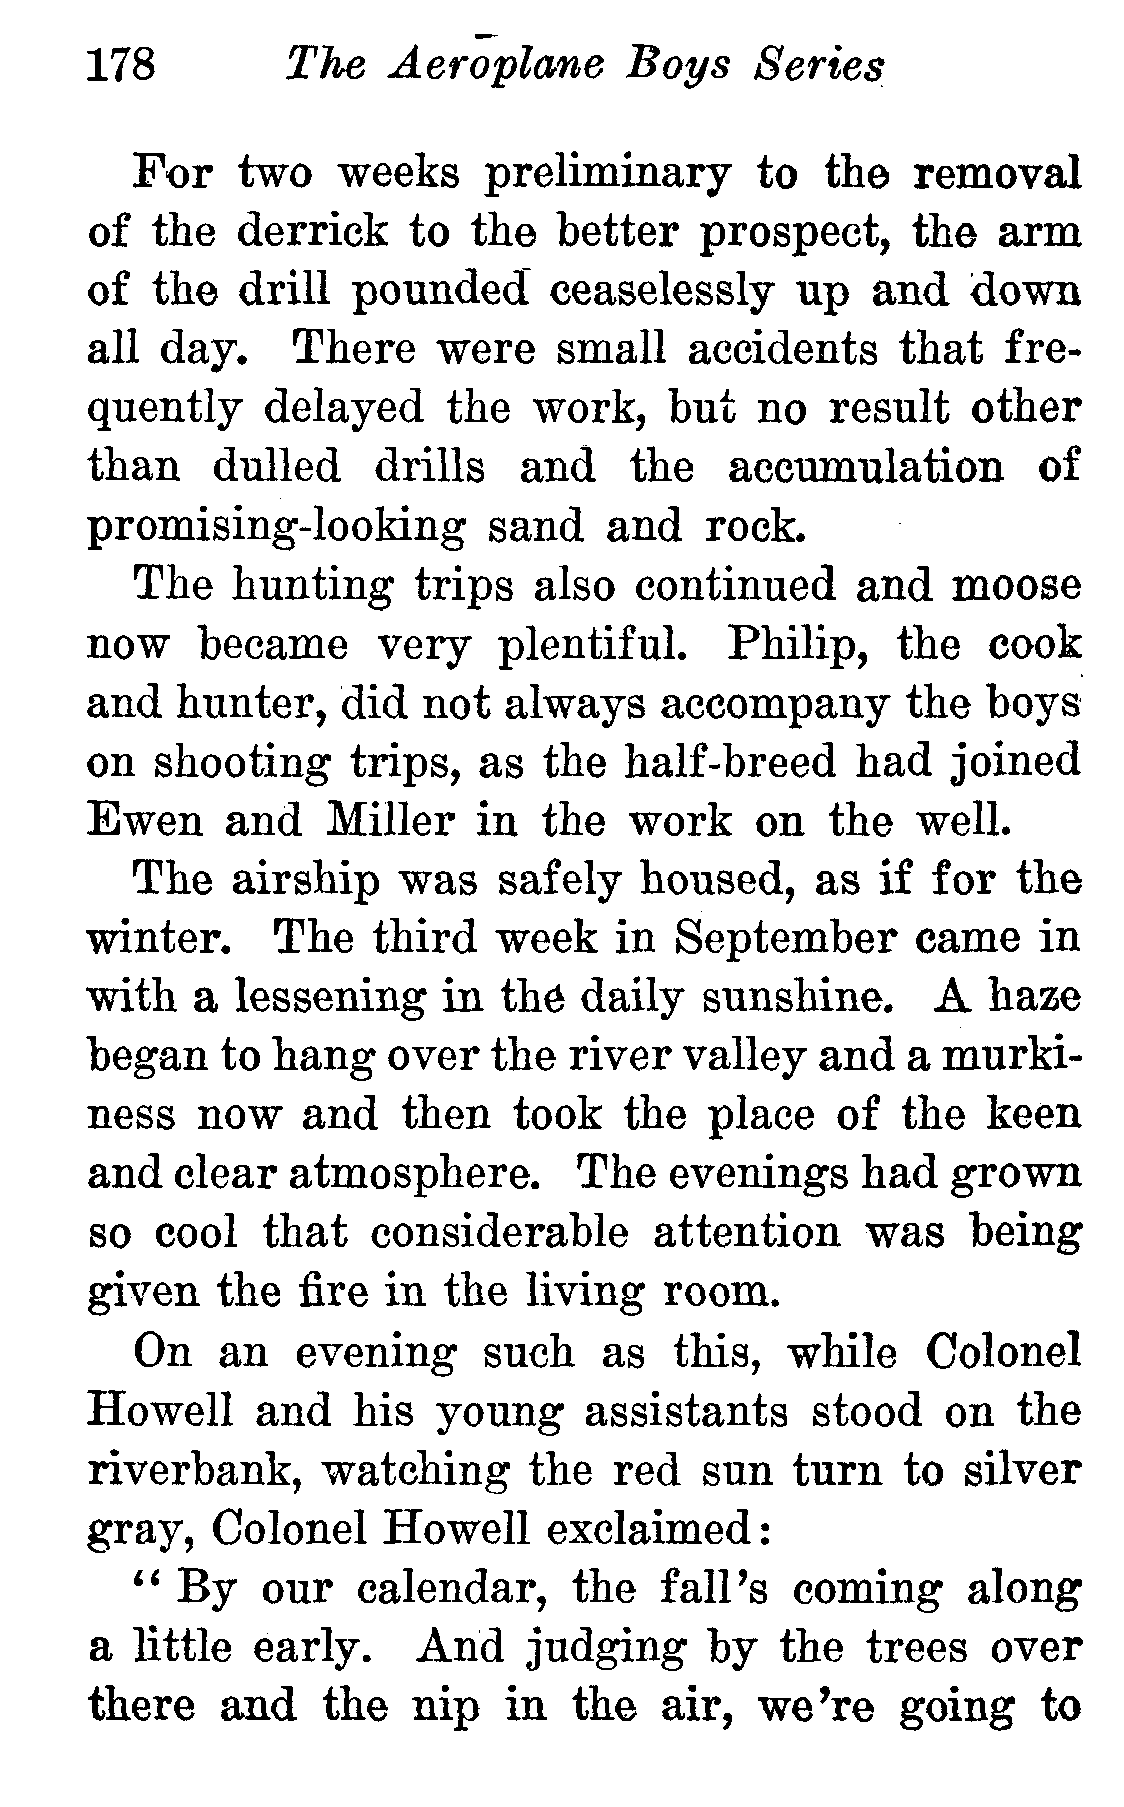 178 The Aeroplane Boys Series
For two weeks preliminary to the removal
of the derrick to the better prospect, the arm
of the drill pounded ceaselessly up and down
all day. There were small accidents that fre-
quently delayed the work, but no result other
than dulled drills and the accumulation of
promising-looking sand and rock.
The hunting trips also continued and moose
now became very plentiful. Philip, the cook
and hunter, did not always accompany the boys
on shooting trips, as the half-breed had joined
Ewen and Miller in the work on the well.
The airship was safely housed, as if for the
winter. The third week in September came in
with a lessening in the daily sunshine. A haze
began to hang over the river valley and a murki-
ness now and then took the place of the keen
and clear atmosphere. The evenings had grown
so cool that considerable attention was being
given the fire in the living room.
On an evening such as this, while Colonel
Howell and his young assistants stood on the
riverbank, watching the red sun turn to silver
gray, Colonel Howell exclaimed:
“By our calendar, the fall’s coming along
a little early. And judging by the trees over
there and the nip in the air, we’re going to